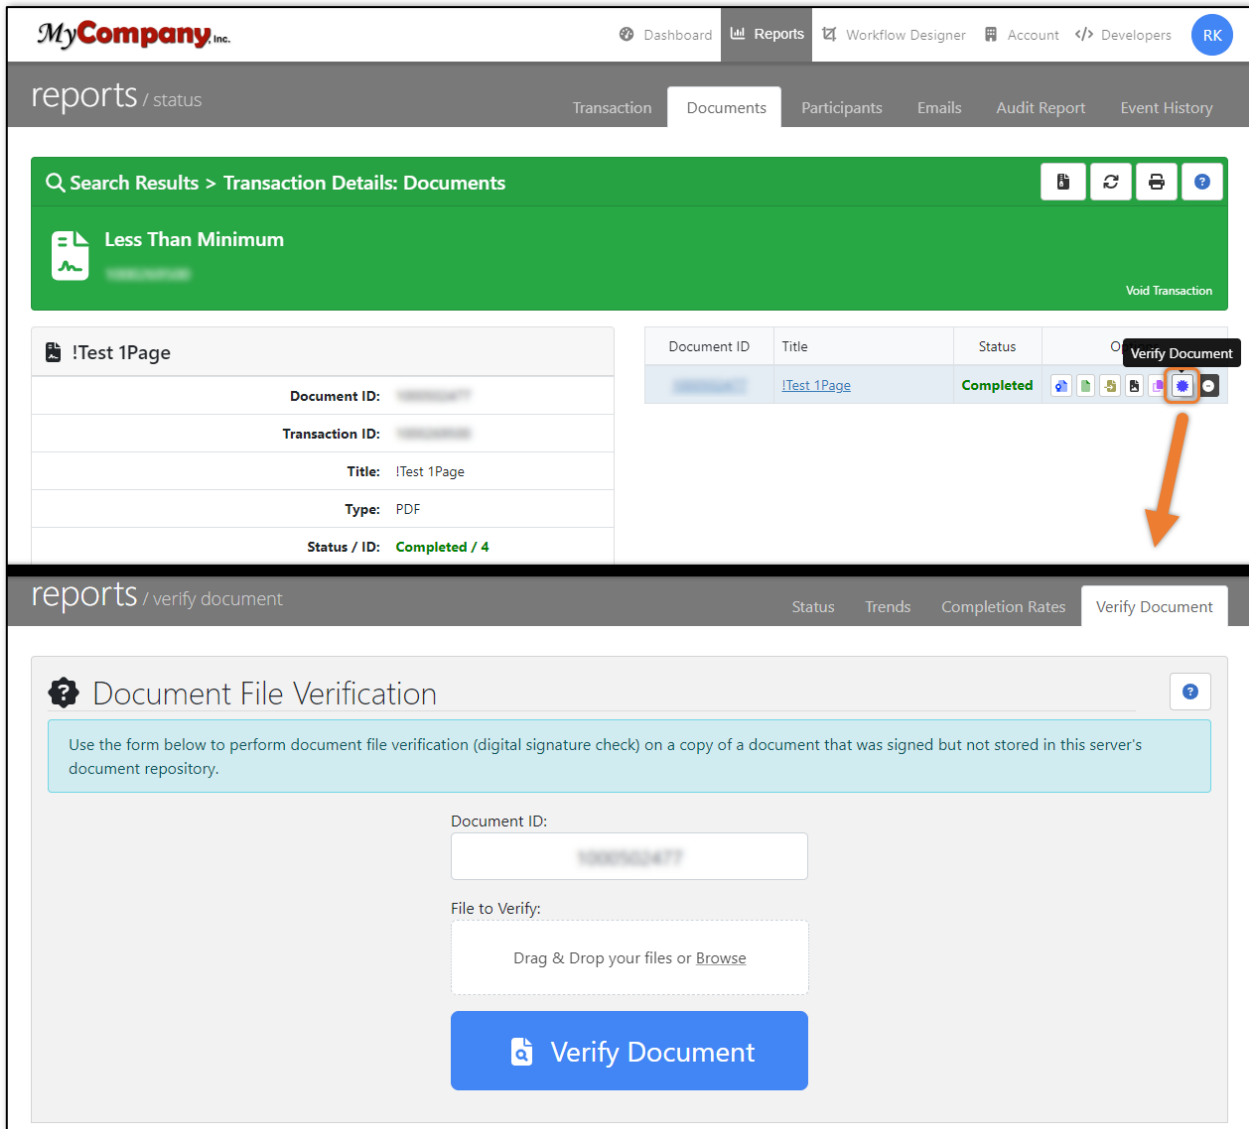 MyCompany, Inc.
Dashboard Reports Workflow Designer Account </> Developers RK
reports / status
Transaction Documents Participants Emails Audit Report Event History
Search Results > Transaction Details: Documents
Less Than Minimum
Void Transaction
!Test 1Page
Document ID:
Transaction ID:
Title: !Test 1Page
Type: PDF
Status / ID: Completed / 4
Document ID Title Status
Verify Document
!Test 1Page Completed
reports / verify document
Status Trends Completion Rates Verify Document
Document File Verification
Use the form below to perform document file verification (digital signature check) on a copy of a document that was signed but not stored in this server's
document repository.
Document ID:
1000502477
File to Verify:
Drag & Drop your files or Browse
Verify Document